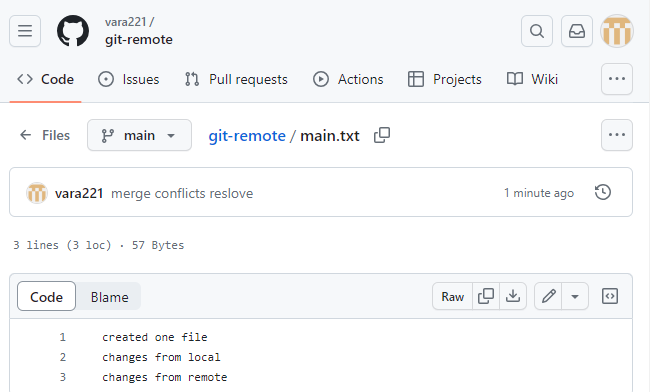 vara221 /
git-remote
Code Issues Pull requests Actions Projects Wiki
Files main git-remote / main.txt
vara221 merge conflicts reslove 1 minute ago
3 lines (3 loc) · 57 Bytes
Code Blame Raw
1 created one file
2 changes from local
3 changes from remote